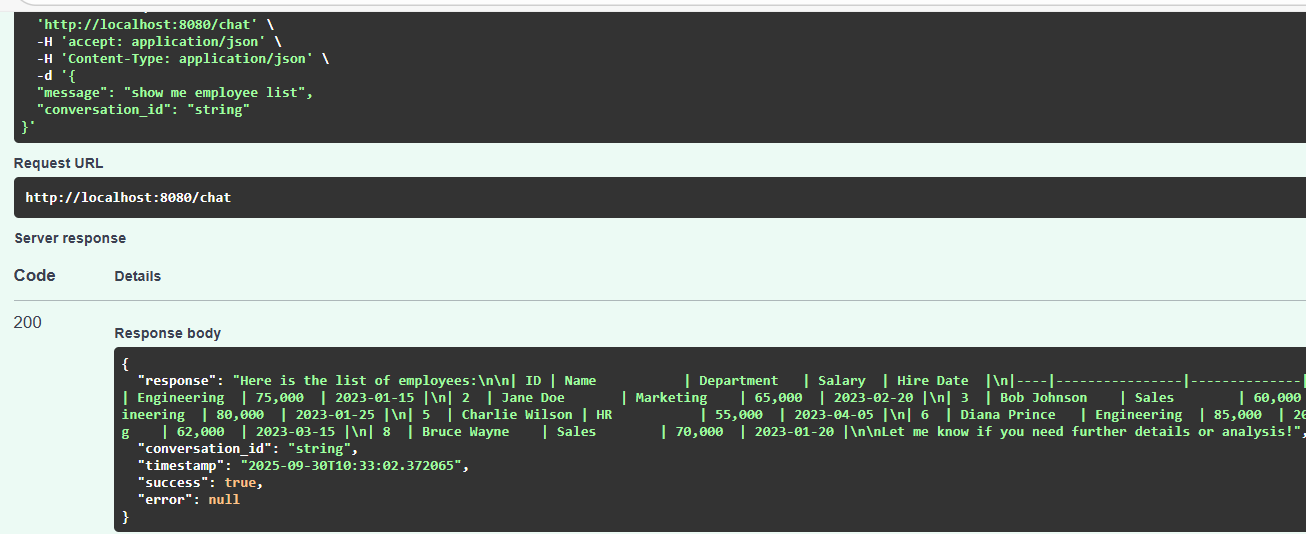 'http://localhost:8080/chat' \
-H 'accept: application/json' \
-H 'Content-Type: application/json' \
-d '{
"message": "show me employee list",
"conversation_id": "string"
}'
Request URL
http://localhost:8080/chat
Server response
Code Details
200
Response body
{
"response": "Here is the list of employees:\n\n| ID | Name           | Department   | Salary  | Hire Date  |\n|----|----------------|--------------|
| Engineering  | 75,000  | 2023-01-15 |\n| 2  | Jane Doe       | Marketing    | 65,000  | 2023-02-20 |\n| 3  | Bob Johnson    | Sales        | 60,000
ineering  | 80,000  | 2023-01-25 |\n| 5  | Charlie Wilson | HR           | 55,000  | 2023-04-05 |\n| 6  | Diana Prince   | Engineering  | 85,000  | 20
g    | 62,000  | 2023-03-15 |\n| 8  | Bruce Wayne    | Sales        | 70,000  | 2023-01-20 |\n\nLet me know if you need further details or analysis!",
"conversation_id": "string",
"timestamp": "2025-09-30T10:33:02.372065",
"success": true,
"error": null
}